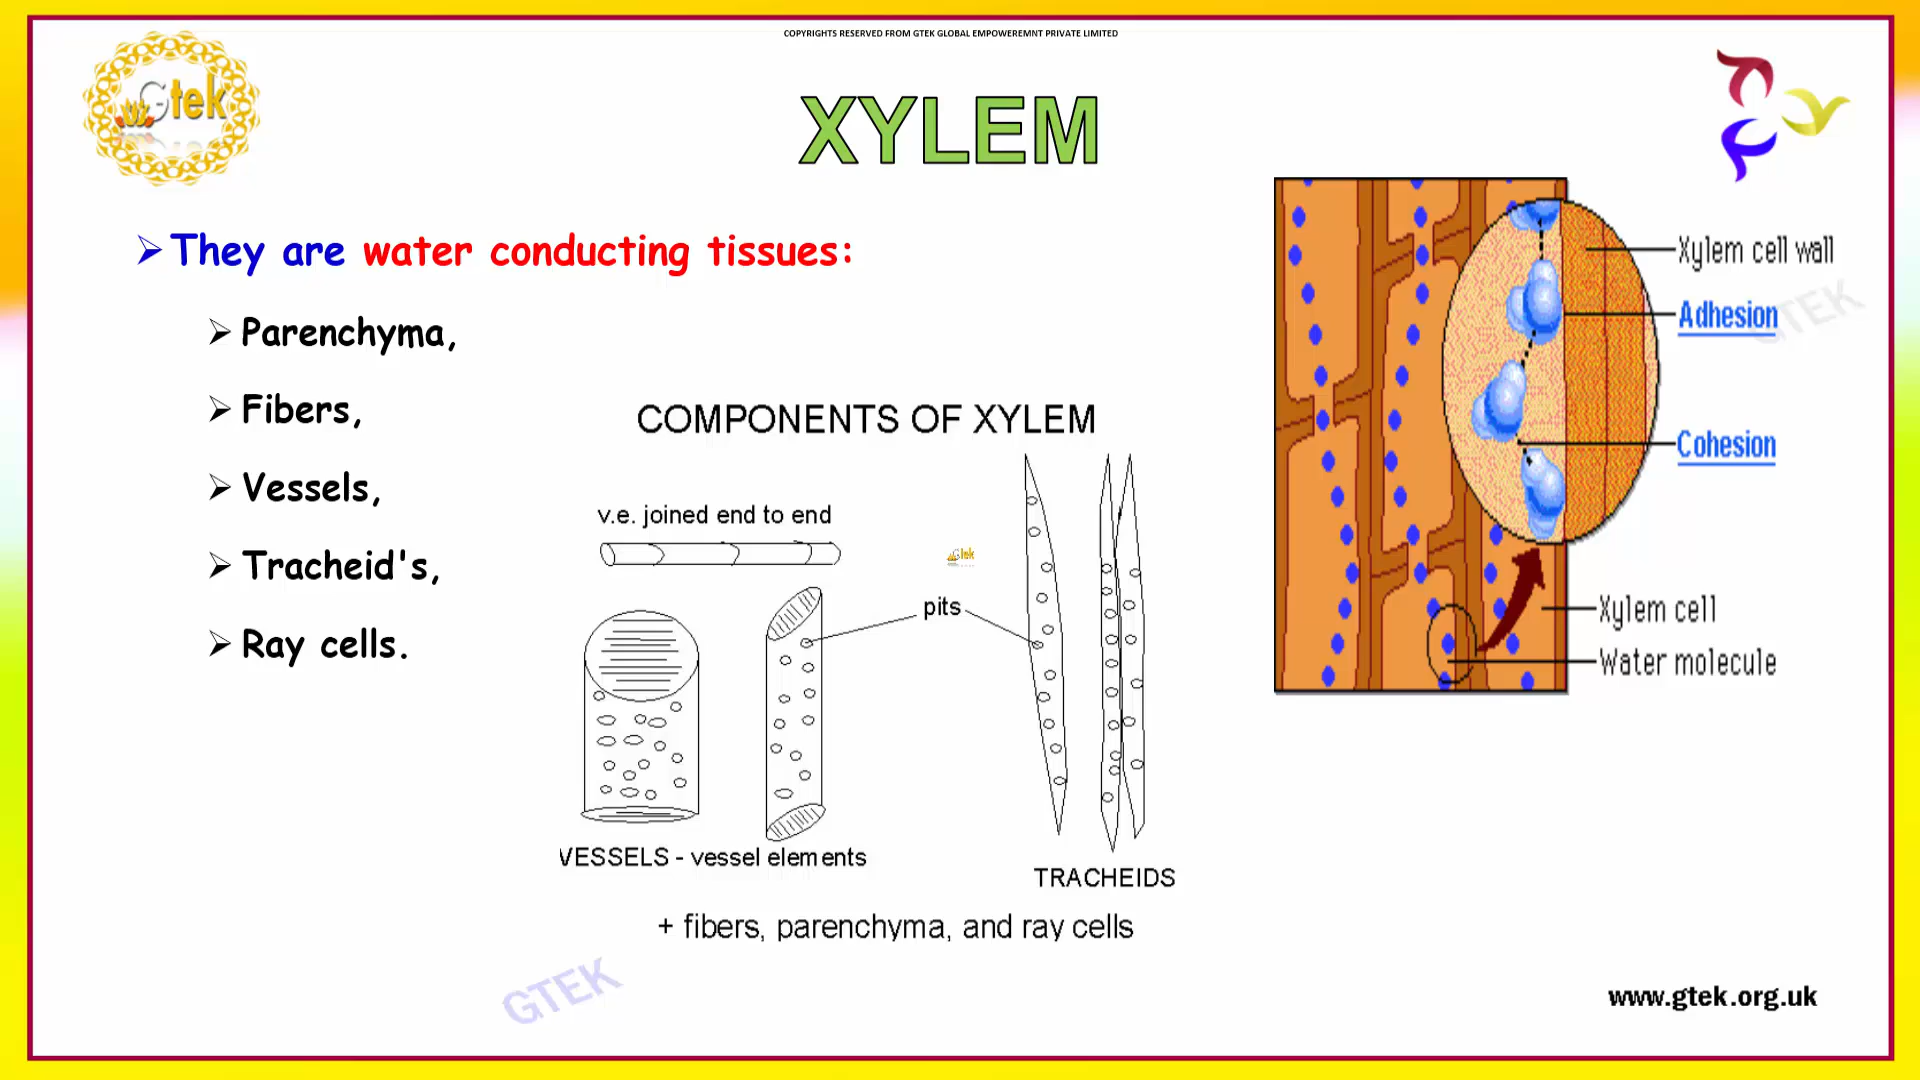 COPYRIGHTS RESERVED FROM GTEK GLOBAL EMPOWEREMNT PRIVATE LIMITED
Gtek
XYLEM
They are water conducting tissues:
Parenchyma,
Fibers,
Vessels,
Tracheid's,
Ray cells.
COMPONENTS OF XYLEM
v.e. joined end to end
Gtek
pits
VESSELS - vessel elements
TRACHEIDS
+ fibers, parenchyma, and ray cells
Xylem cell wall
Adhesion
GTEK
Cohesion
Xylem cell
Water molecule
GTEK
www.gtek.org.uk